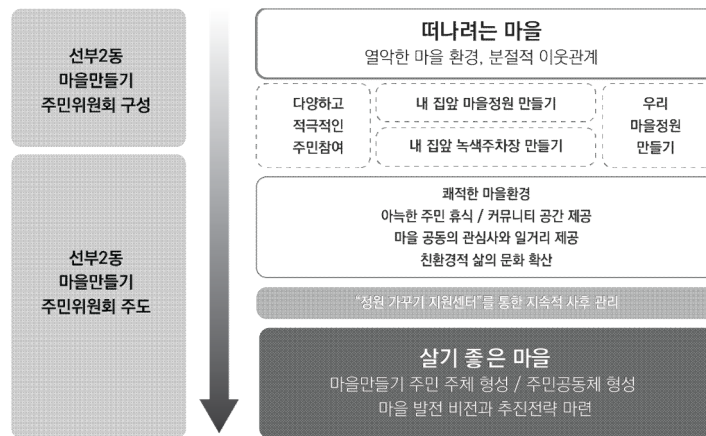 선부2동
마을만들기
주민위원회 구성
선부2동
마을만들기
주민위원회 주도
떠나려는 마을
열악한 마을 환경, 분절적 이웃관계
다양하고
적극적인
주민참여
내 집앞 마을정원 만들기
내 집앞 녹색주차장 만들기
우리
마을정원
만들기
쾌적한 마을환경
아늑한 주민 휴식 / 커뮤니티 공간 제공
마을 공동의 관심사와 일거리 제공
친환경적 삶의 문화 확산
"정원 가꾸기 지원센터"를 통한 지속적 사후 관리
살기 좋은 마을
마을만들기 주민 주체 형성 / 주민공동체 형성
마을 발전 비전과 추진전략 마련